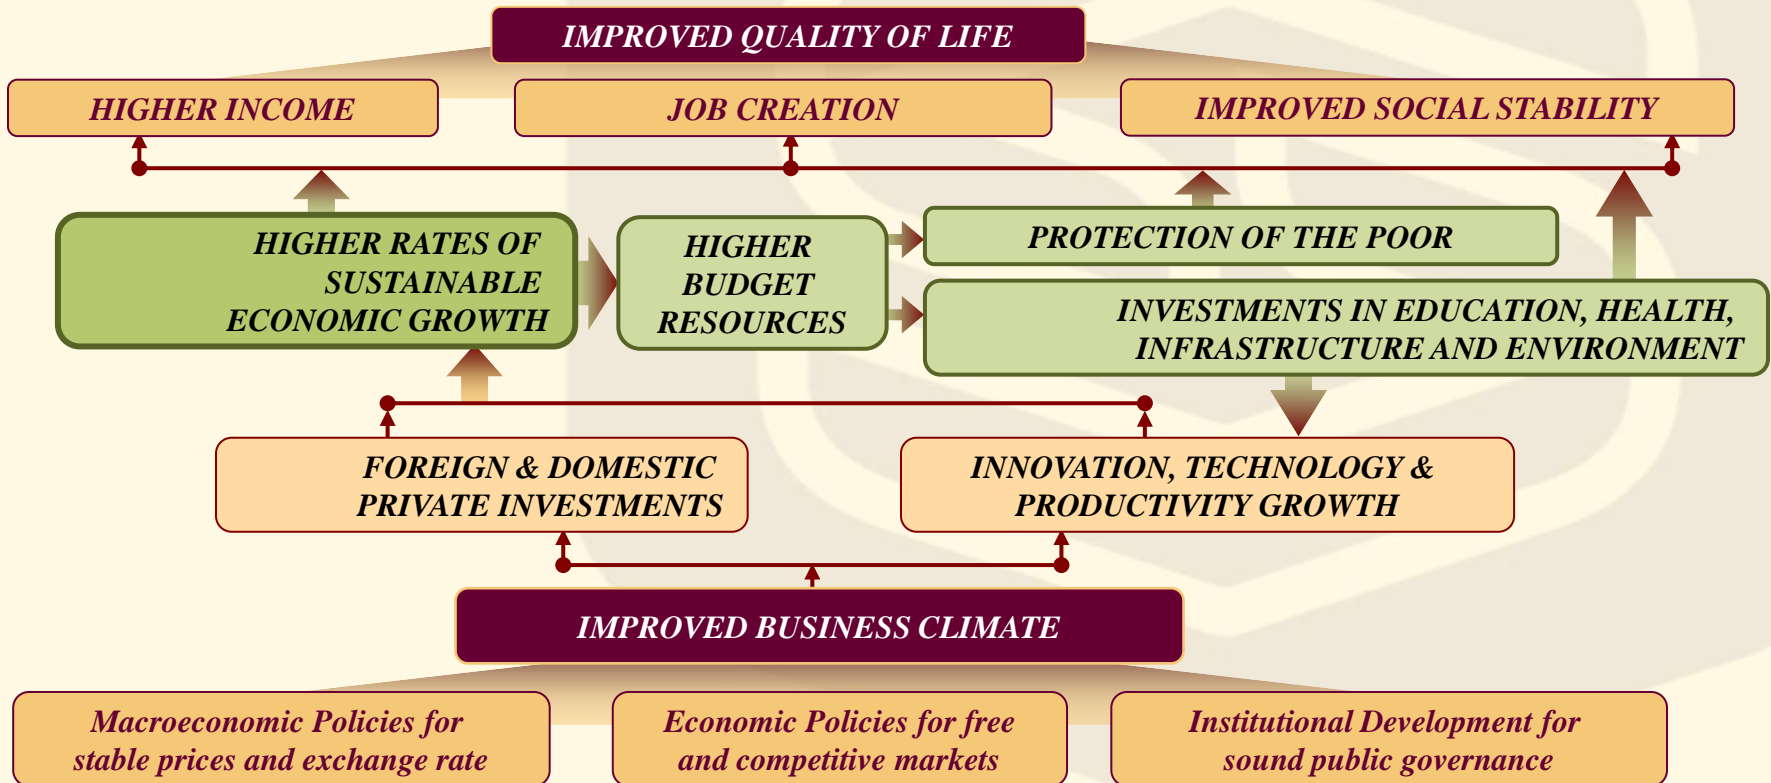 IMPROVED QUALITY OF LIFE
HIGHER INCOME
JOB CREATION
IMPROVED SOCIAL STABILITY
HIGHER RATES OF
SUSTAINABLE
ECONOMIC GROWTH
HIGHER
BUDGET
RESOURCES
PROTECTION OF THE POOR
INVESTMENTS IN EDUCATION, HEALTH,
INFRASTRUCTURE AND ENVIRONMENT
FOREIGN & DOMESTIC
PRIVATE INVESTMENTS
INNOVATION, TECHNOLOGY &
PRODUCTIVITY GROWTH
IMPROVED BUSINESS CLIMATE
Macroeconomic Policies for
stable prices and exchange rate
Economic Policies for free
and competitive markets
Institutional Development for
sound public governance